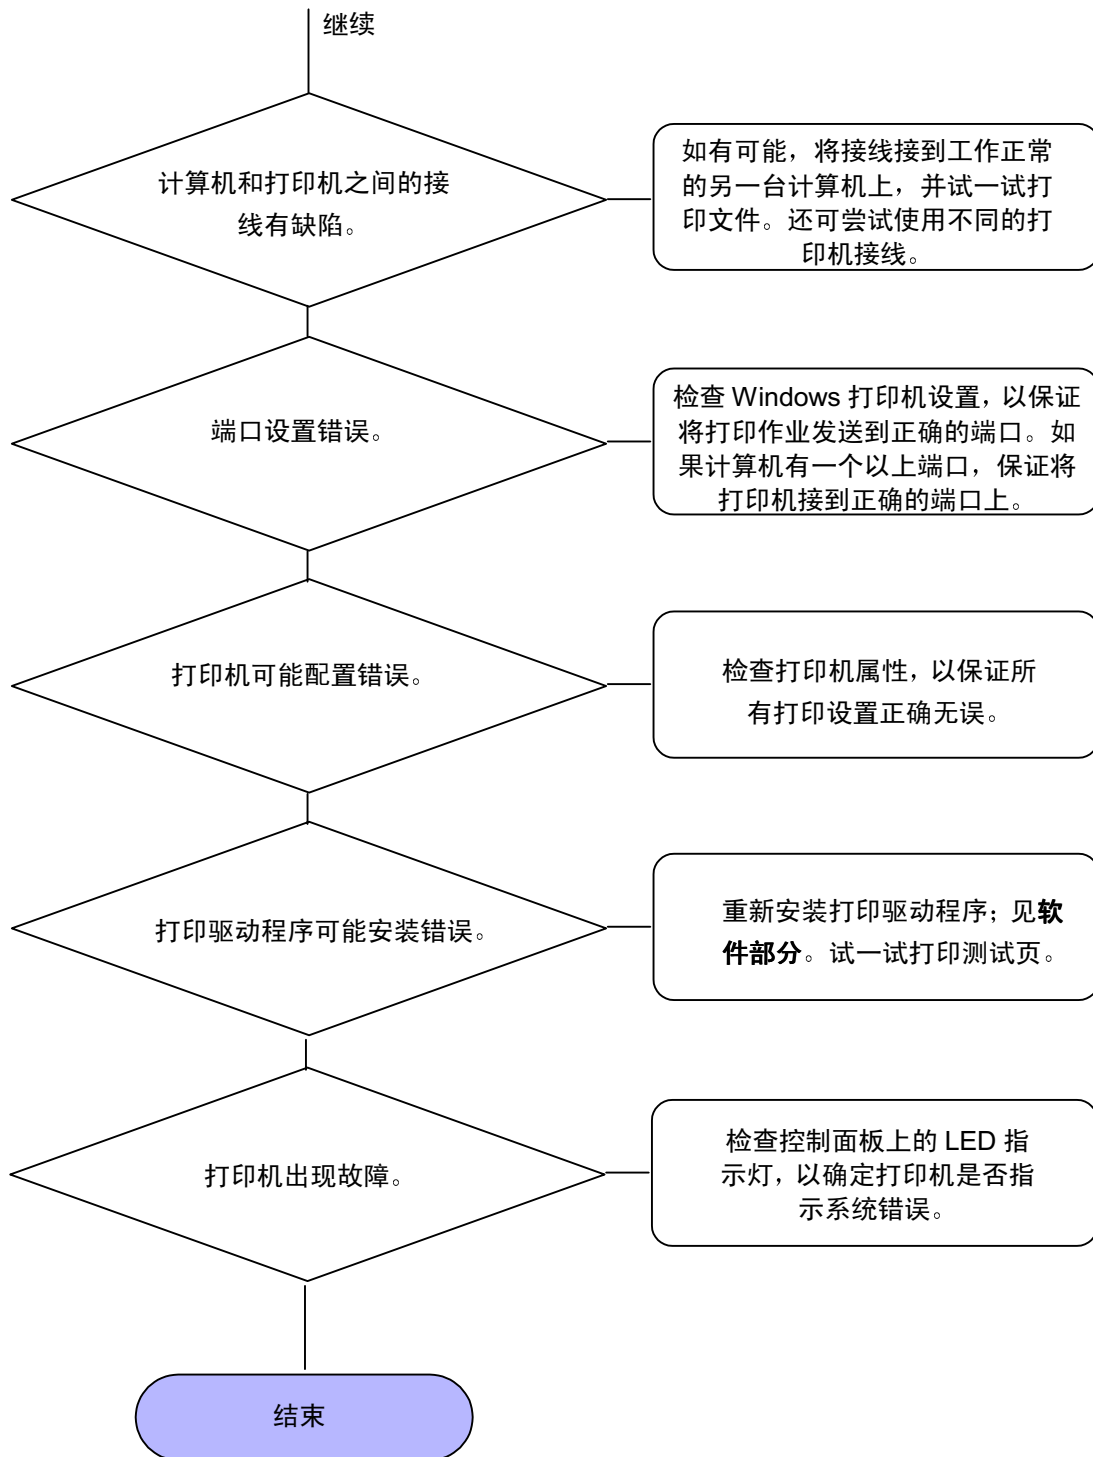 继续
计算机和打印机之间的接
线有缺陷。
如有可能，将接线接到工作正常
的另一台计算机上，并试一试打
印文件。还可尝试使用不同的打
印机接线。
端口设置错误。
检查 Windows 打印机设置，以保证
将打印作业发送到正确的端口。如
果计算机有一个以上端口，保证将
打印机接到正确的端口上。
打印机可能配置错误。
检查打印机属性，以保证所
有打印设置正确无误。
打印驱动程序可能安装错误。
重新安装打印驱动程序；见软
件部分。试一试打印测试页。
打印机出现故障。
检查控制面板上的 LED 指
示灯，以确定打印机是否指
示系统错误。
结束